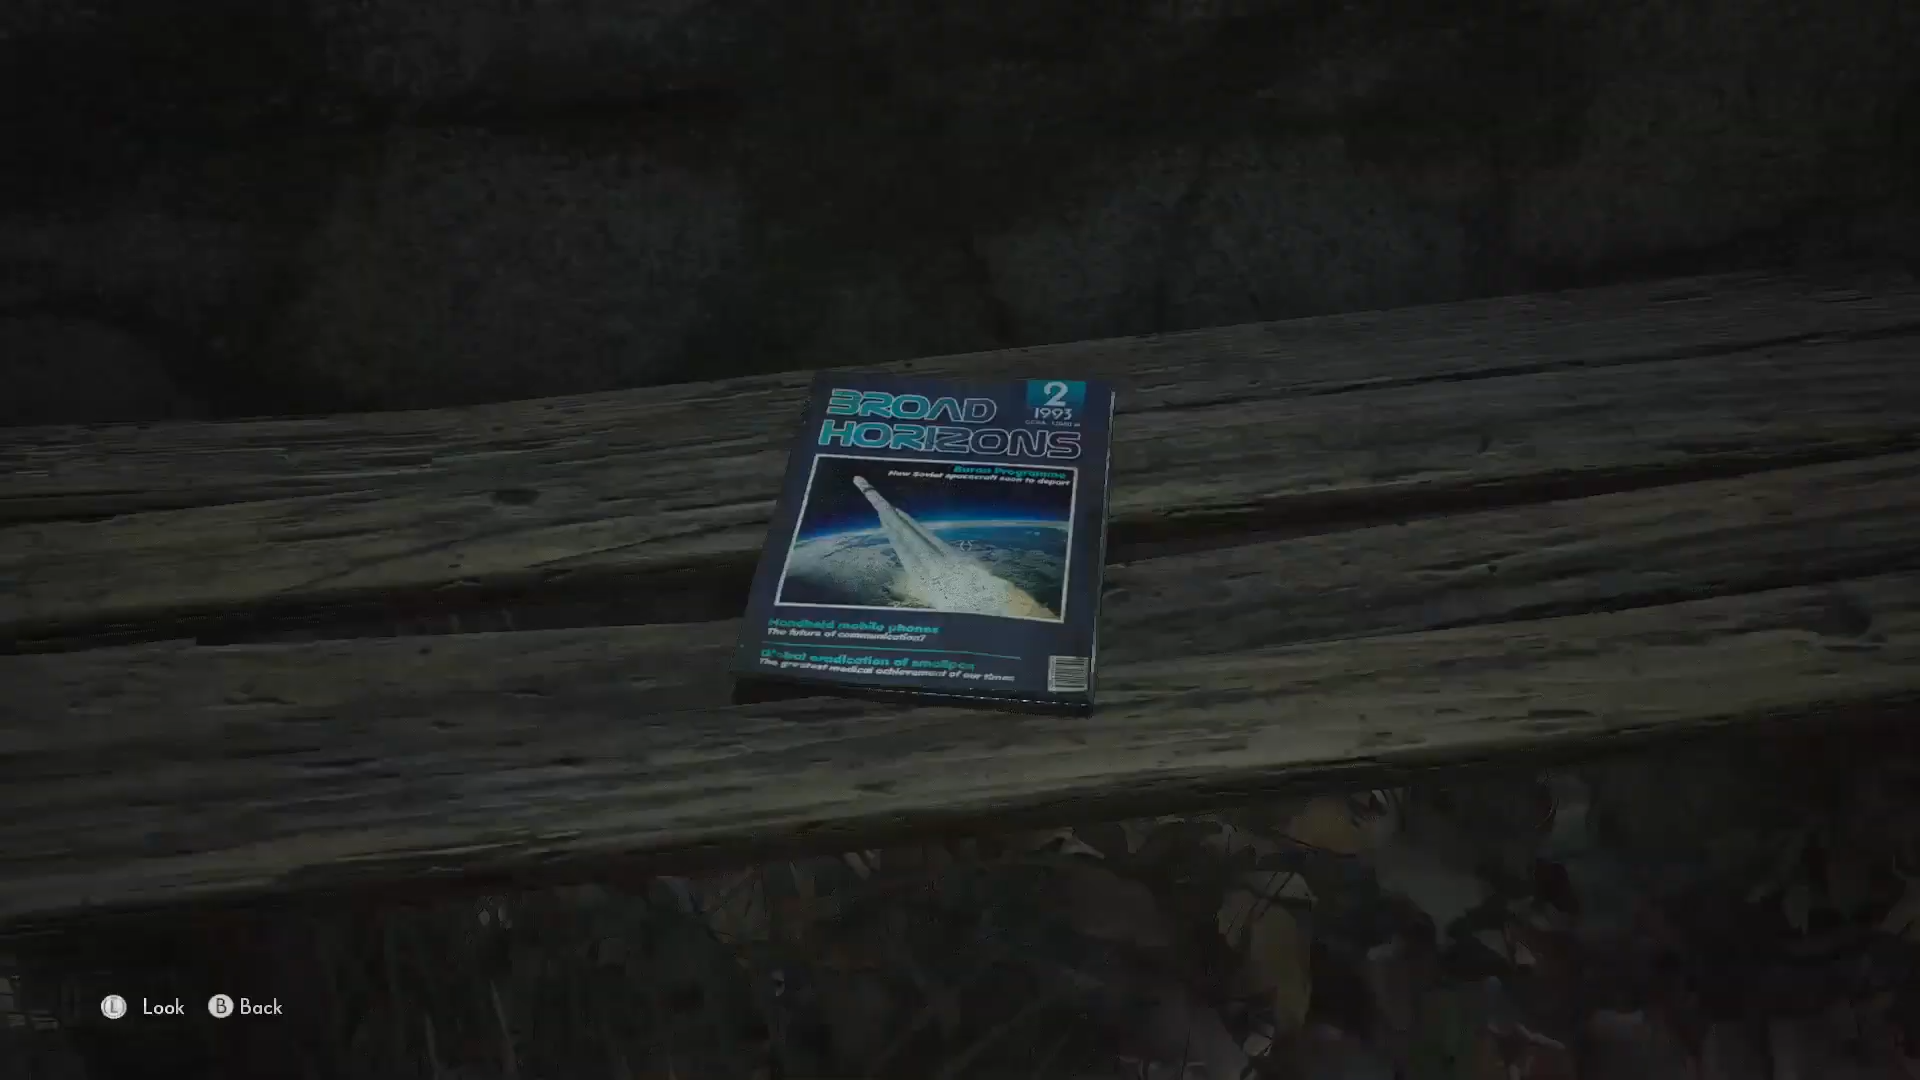 2
BROAD
1993
HORIZONS
Buran Programme
New Soviet spacecraft soon to depart
Handheld mobile phones
The future of communication?
Global eradication of smallpox
The greatest medical achievement of our times
L Look B Back